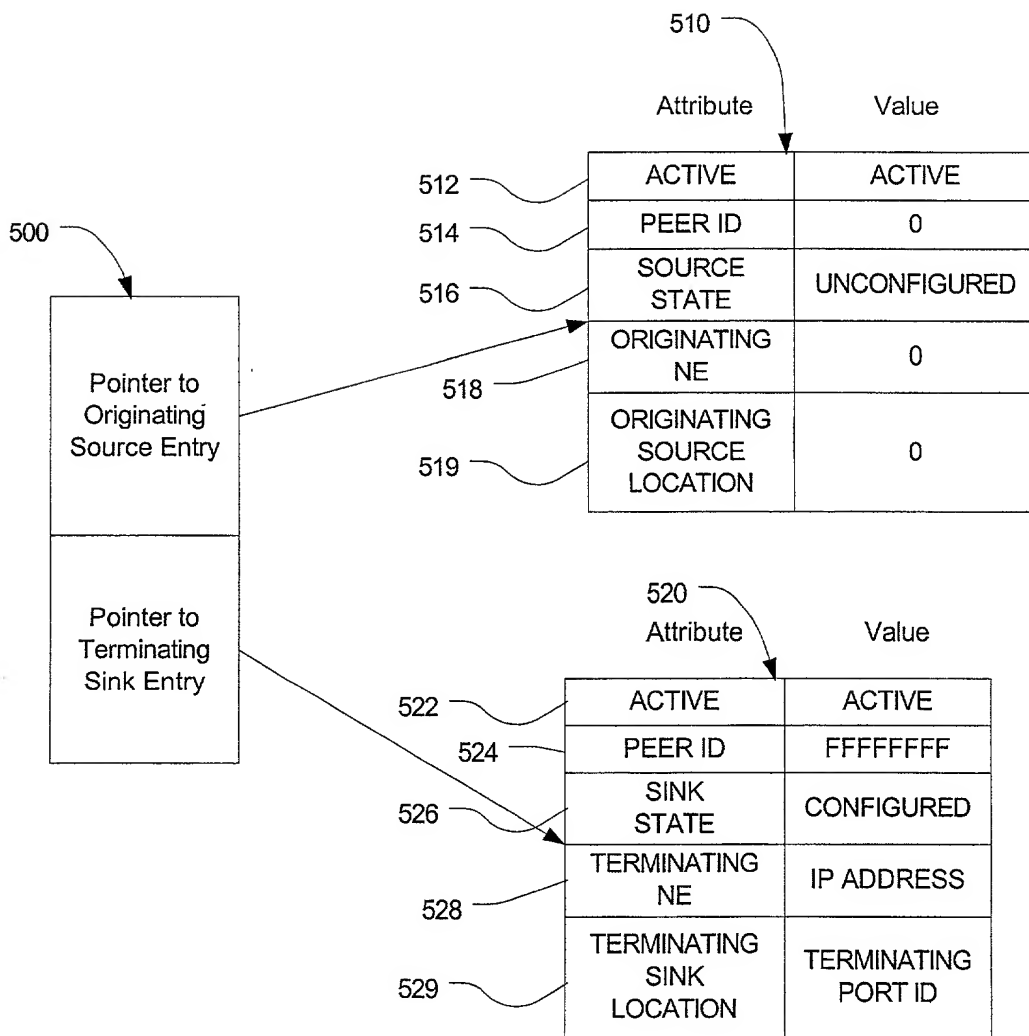 510
Attribute Value
512 ACTIVE ACTIVE
514 PEER ID 0
516 SOURCE
STATE UNCONFIGURED
518 ORIGINATING
NE 0
519 ORIGINATING
SOURCE
LOCATION 0
500
Pointer to
Originating
Source Entry
Pointer to
Terminating
Sink Entry
520
Attribute Value
522 ACTIVE ACTIVE
524 PEER ID FFFFFFFF
526 SINK
STATE CONFIGURED
528 TERMINATING
NE IP ADDRESS
529 TERMINATING
SINK
LOCATION TERMINATING
PORT ID